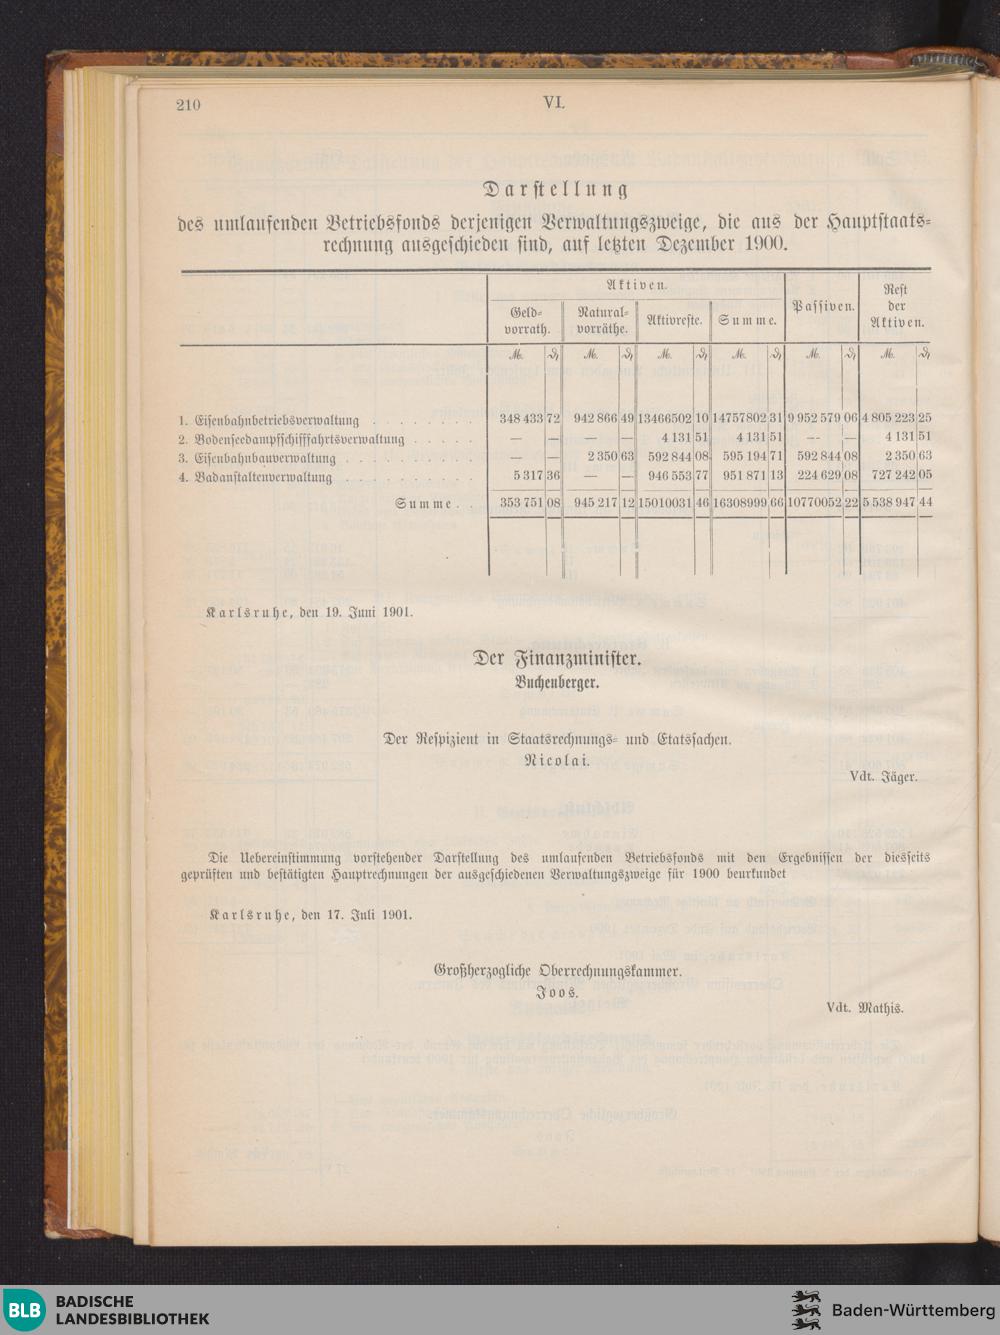 210
VI.
Darstellung
des umlaufenden Betriebsfonds derjenigen Verwaltungszweige, die aus der Hauptstaats-
rechnung ausgeschieden sind, auf letzten Dezember 1900.
Aktiven.
Geld-
vorrath.
Natural-
vorräthe.
Aktivreste.
Summe.
Passiven.
Rest
der
Aktiven.
ℳ. ₰ ℳ. ₰ ℳ. ₰ ℳ. ₰ ℳ. ₰ ℳ. ₰
1. Eisenbahnbetriebsverwaltung . . . . . . . . 348 433 72 942 866 49 13466502 10 14757802 31 9 952 579 06 4 805 223 25
2. Bodenseedampfschifffahrtsverwaltung . . . . . — — — — 4 131 51 4 131 51 — — 4 131 51
3. Eisenbahnbauverwaltung . . . . . . . . . . — — 2 350 63 592 844 08 595 194 71 592 844 08 2 350 63
4. Badanstaltenverwaltung . . . . . . . . . . 5 317 36 — — 946 553 77 951 871 13 224 629 08 727 242 05
Summe . . 353 751 08 945 217 12 15010031 46 16308999 66 10770052 22 5 538 947 44
Karlsruhe, den 19. Juni 1901.
Der Finanzminister.
Buchenberger.
Der Respizient in Staatsrechnungs- und Etatssachen.
Nicolai.
Vdt. Jäger.
Die Uebereinstimmung vorstehender Darstellung des umlaufenden Betriebsfonds mit den Ergebnissen der diesseits
geprüften und bestätigten Hauptrechnungen der ausgeschiedenen Verwaltungszweige für 1900 beurkundet
Karlsruhe, den 17. Juli 1901.
Großherzogliche Oberrechnungskammer.
Joos.
Vdt. Mathis.
BLB
BADISCHE
LANDESBIBLIOTHEK
Baden-Württemberg